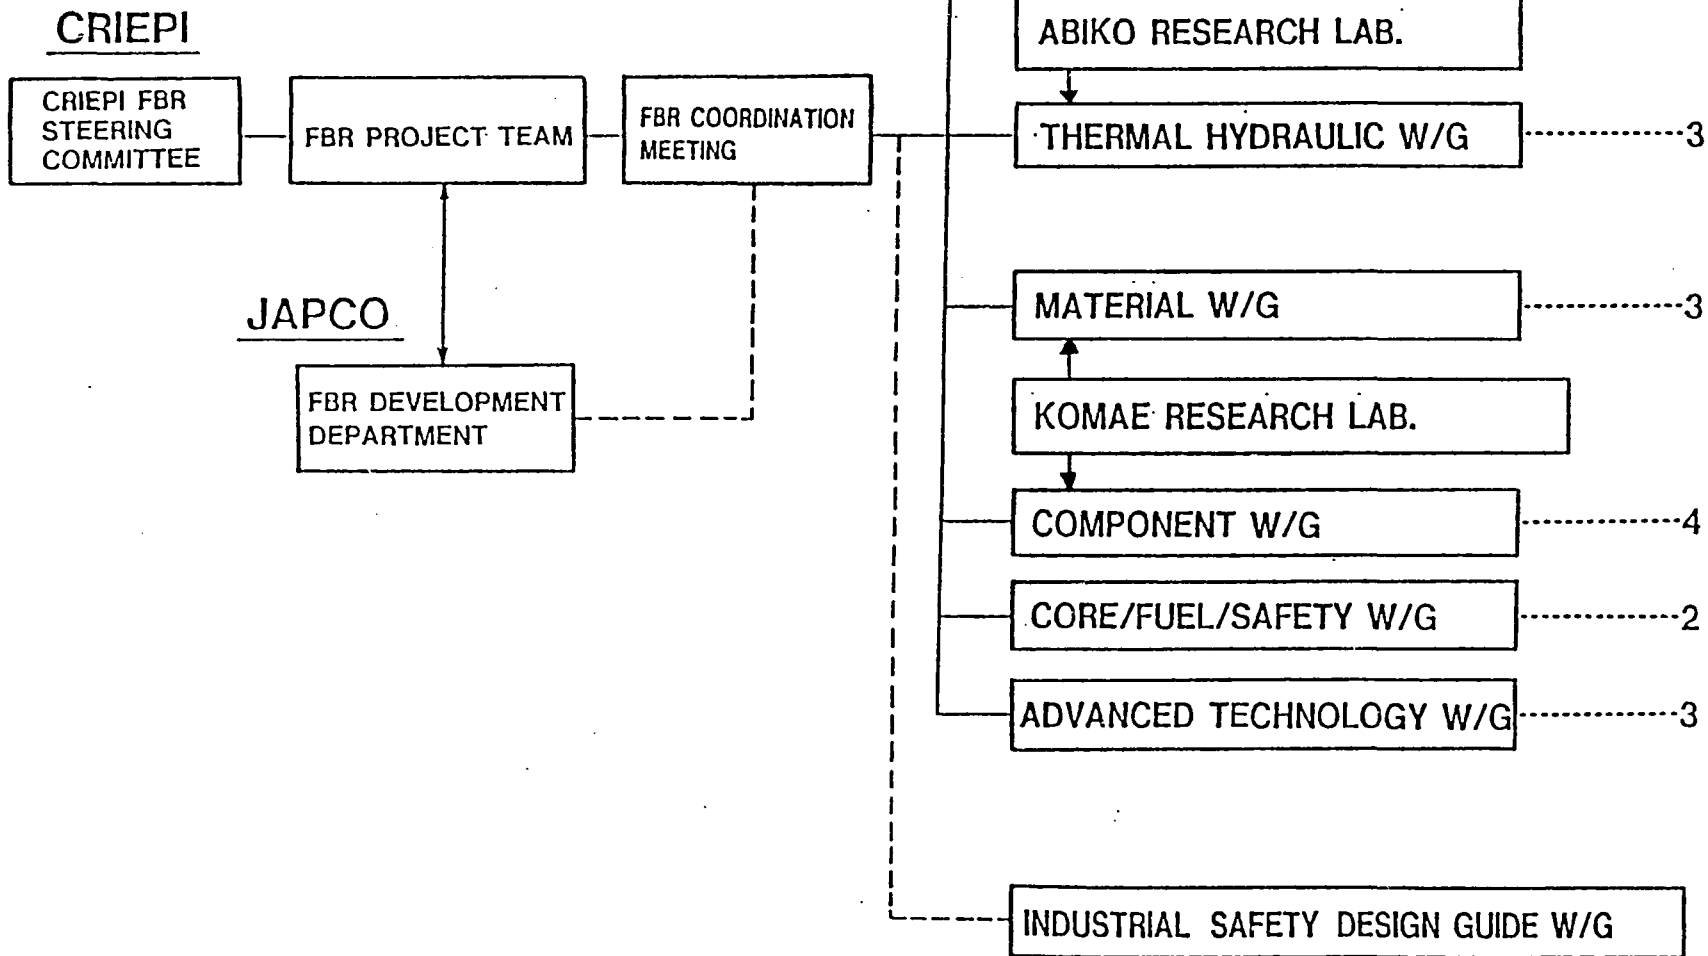 CRIEPI
CRIEPI FBR
STEERING
COMMITTEE
FBR PROJECT TEAM
FBR COORDINATION
MEETING
JAPCO
FBR DEVELOPMENT
DEPARTMENT
ABIKO RESEARCH LAB.
THERMAL HYDRAULIC W/G
3
MATERIAL W/G
3
KOMAE RESEARCH LAB.
COMPONENT W/G
4
CORE/FUEL/SAFETY W/G
2
ADVANCED TECHNOLOGY W/G
3
INDUSTRIAL SAFETY DESIGN GUIDE W/G